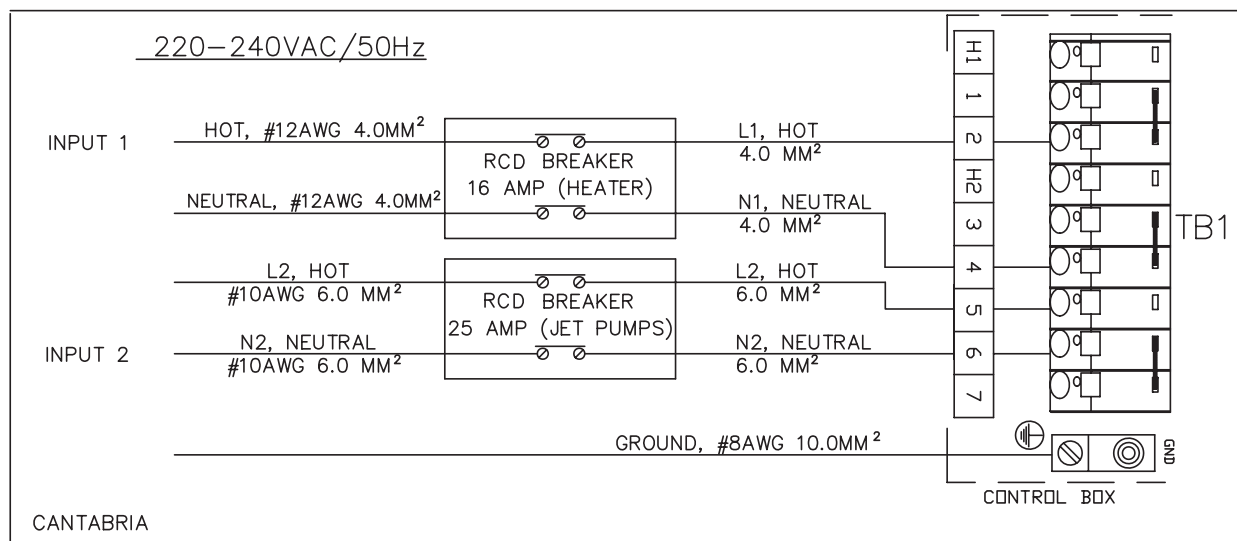 220-240VAC/50Hz
INPUT 1
HOT, #12AWG 4.0MM²
NEUTRAL, #12AWG 4.0MM²
RCD BREAKER
16 AMP (HEATER)
L1, HOT
4.0 MM²
N1, NEUTRAL
4.0 MM²
INPUT 2
L2, HOT
#10AWG 6.0 MM²
N2, NEUTRAL
#10AWG 6.0 MM²
RCD BREAKER
25 AMP (JET PUMPS)
L2, HOT
6.0 MM²
N2, NEUTRAL
6.0 MM²
H1
1
2
H2
3
4
5
6
7
TB1
GROUND, #8AWG 10.0MM²
GND
CONTROL BOX
CANTABRIA